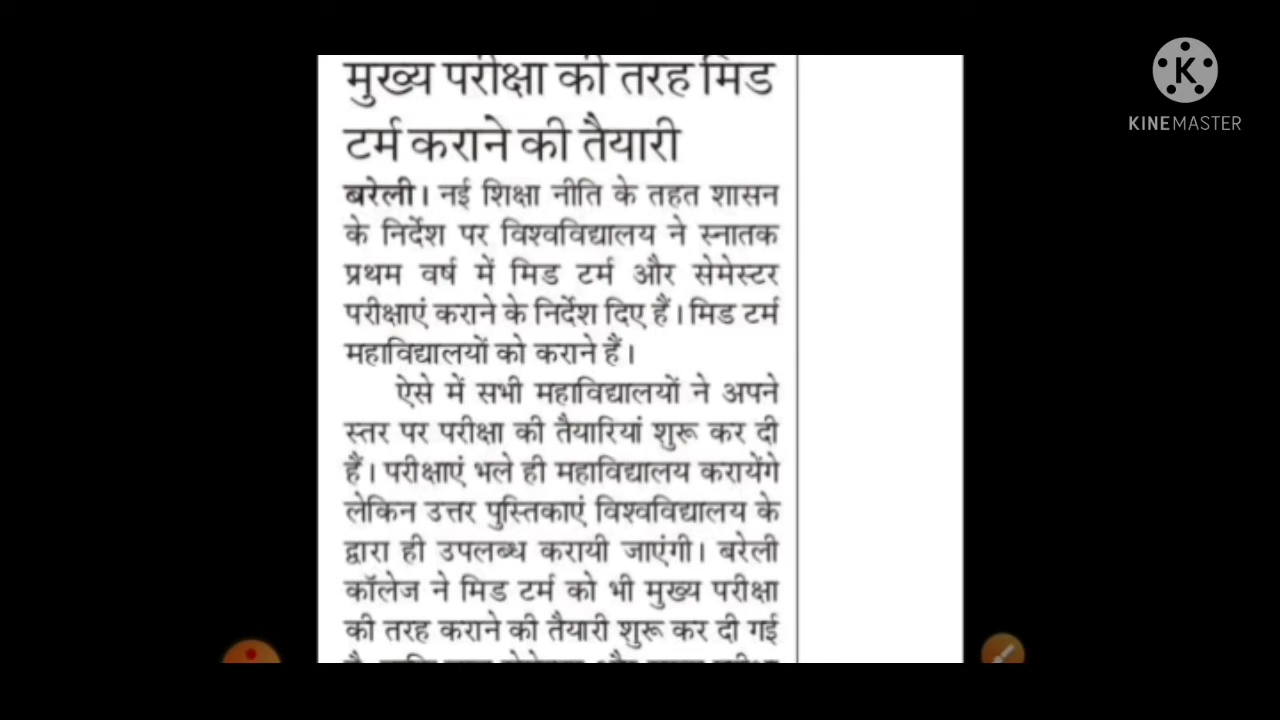 मुख्य परीक्षा की तरह मिड
टर्म कराने की तैयारी
बरेली। नई शिक्षा नीति के तहत शासन
के निर्देश पर विश्वविद्यालय ने स्नातक
प्रथम वर्ष में मिड टर्म और सेमेस्टर
परीक्षाएं कराने के निर्देश दिए हैं। मिड टर्म
महाविद्यालयों को कराने हैं।
ऐसे में सभी महाविद्यालयों ने अपने
स्तर पर परीक्षा की तैयारियां शुरू कर दी
हैं। परीक्षाएं भले ही महाविद्यालय करायेंगे
लेकिन उत्तर पुस्तिकाएं विश्वविद्यालय के
द्वारा ही उपलब्ध करायी जाएंगी। बरेली
कॉलेज ने मिड टर्म को भी मुख्य परीक्षा
की तरह कराने की तैयारी शुरू कर दी गई
K
KINEMASTER